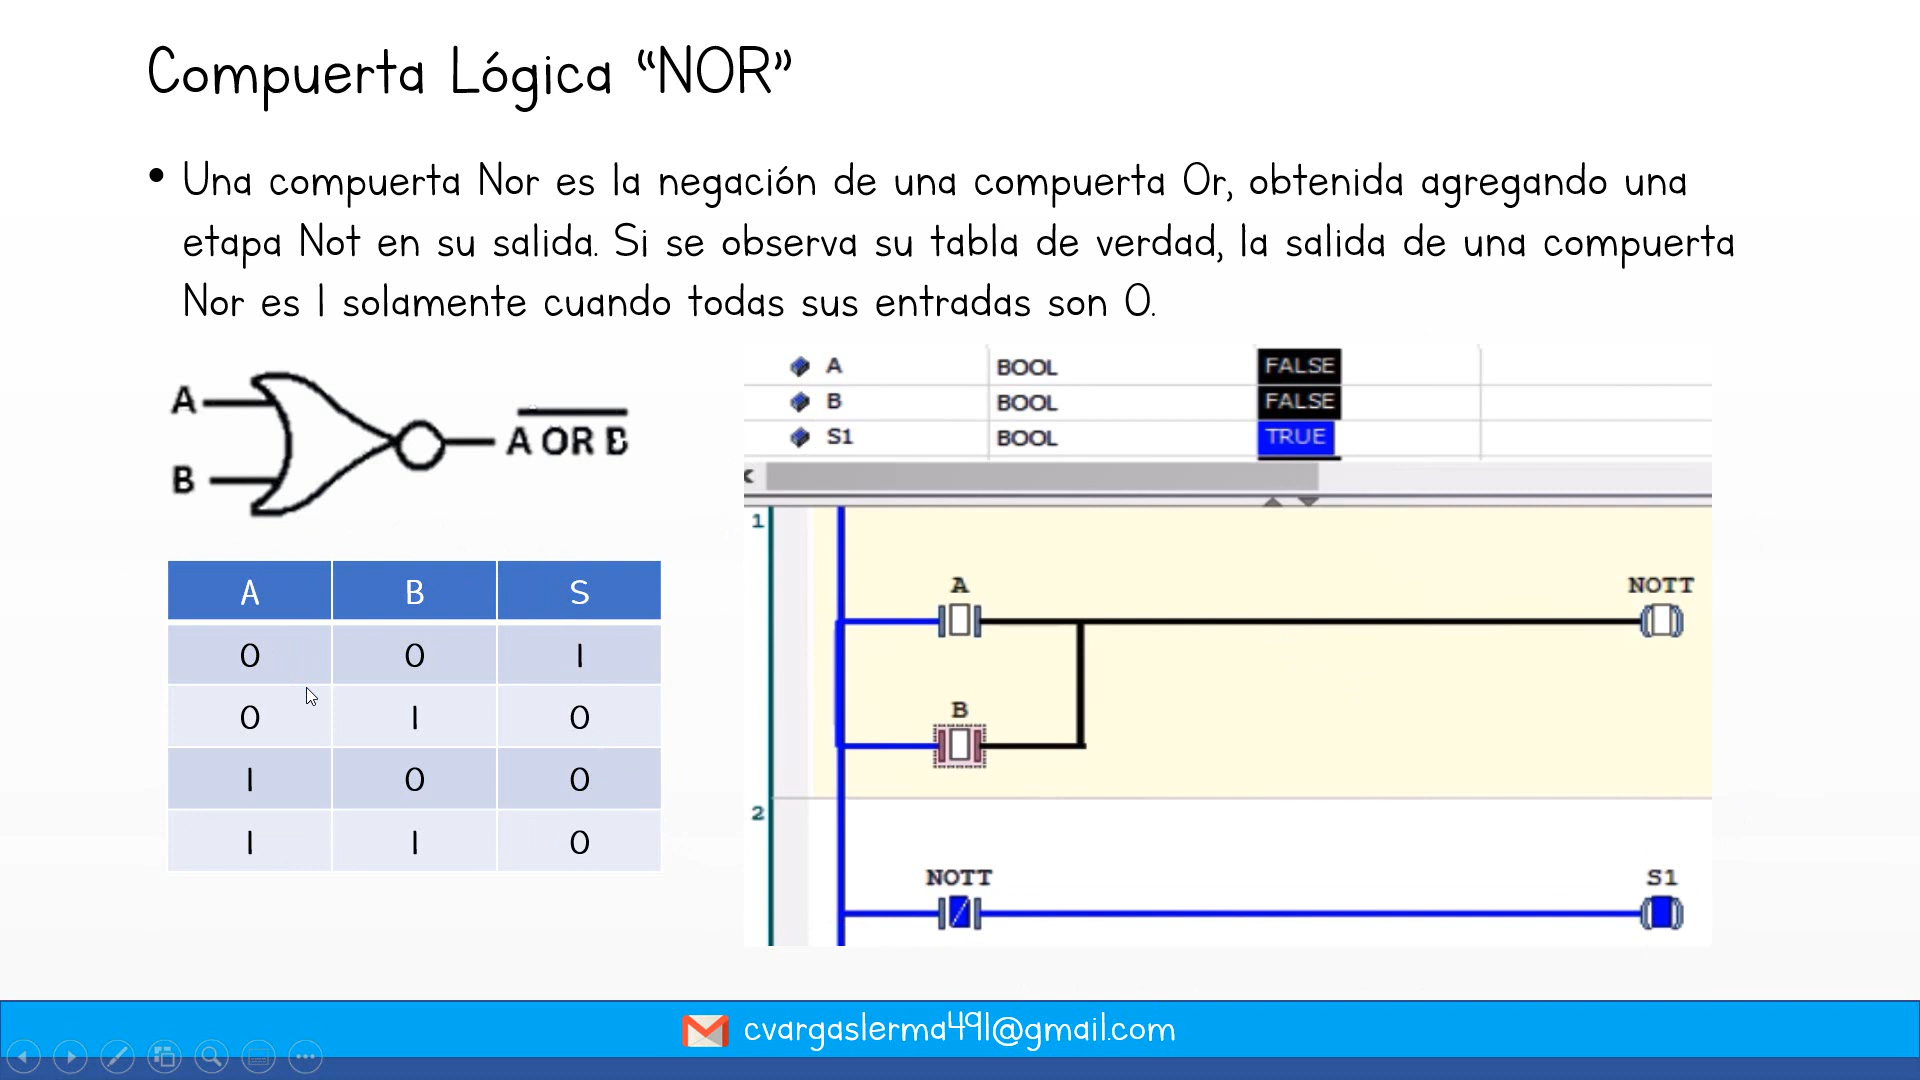 Compuerta Lógica “NOR”
• Una compuerta Nor es la negación de una compuerta Or, obtenida agregando una
etapa Not en su salida. Si se observa su tabla de verdad, la salida de una compuerta
Nor es 1 solamente cuando todas sus entradas son 0.
A
B
A OR B
A B S
0 0 1
0 1 0
1 0 0
1 1 0
A BOOL FALSE
B BOOL FALSE
S1 BOOL TRUE
1
A NOTT
B
2
NOTT S1
cvargaslerma491@gmail.com